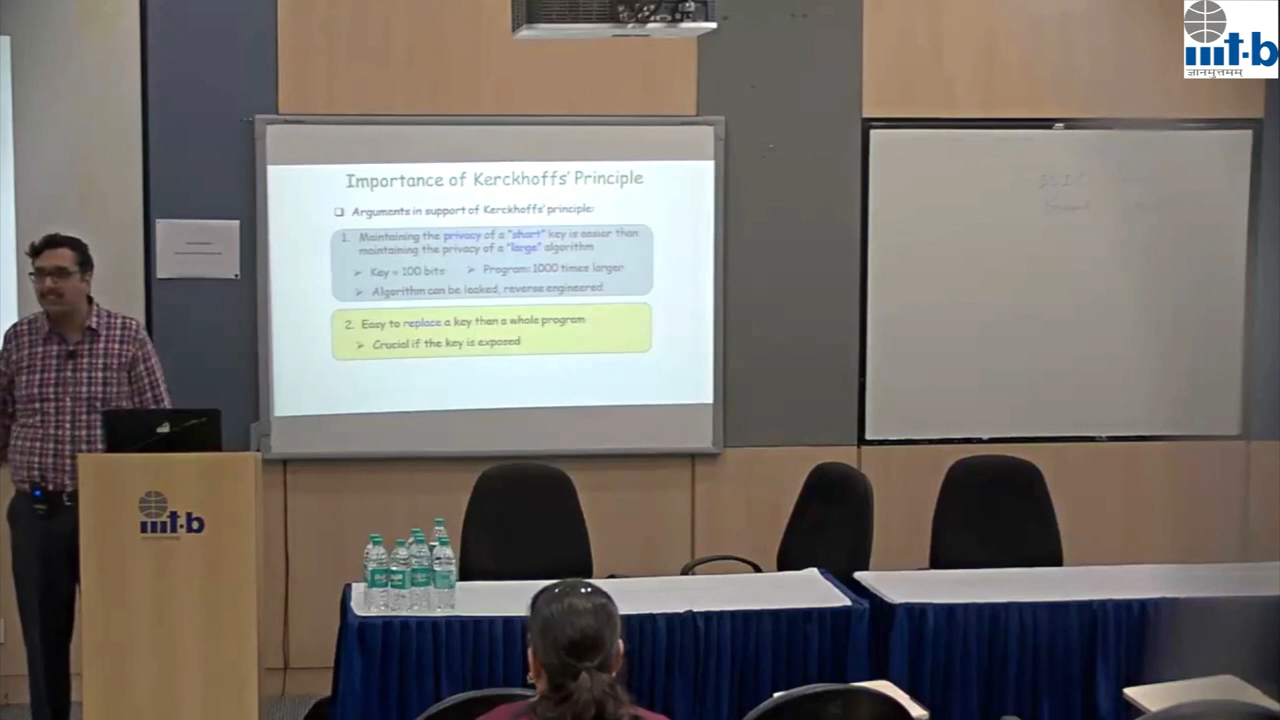 Importance of Kerckhoffs' Principle
❑ Arguments in support of Kerckhoffs' principle:
1. Maintaining the privacy of a "short" key is easier than
maintaining the privacy of a "large" algorithm
➢ Key ≈ 100 bits ➢ Program: 1000 times larger
➢ Algorithm can be leaked, reverse engineered
2. Easy to replace a key than a whole program
➢ Crucial if the key is exposed
iiit-b
ज्ञानमुत्तमम्
iiit-b